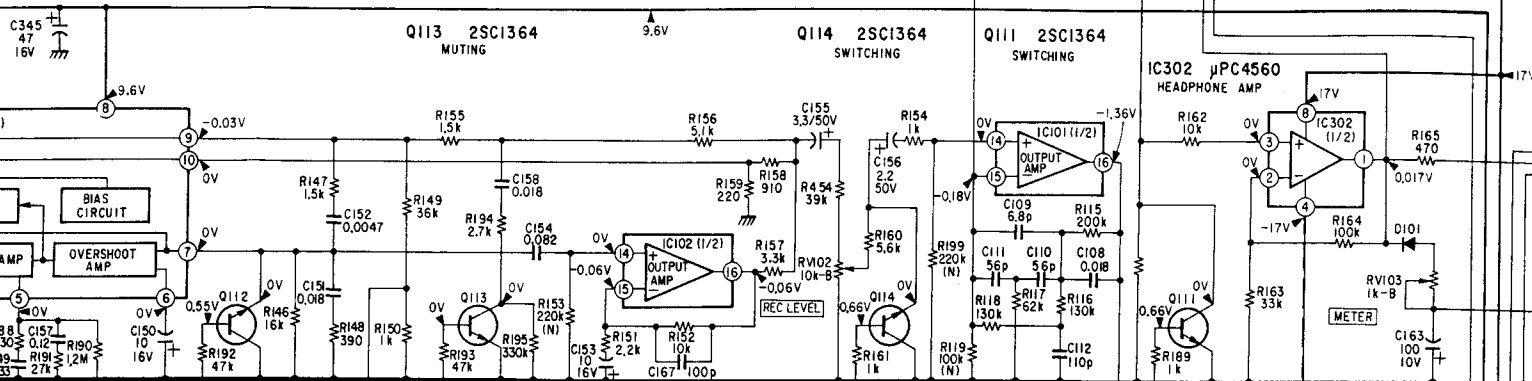 C345
47
16V
Q113 2SC1364
MUTING
9.6V
Q114 2SC1364
SWITCHING
Q111 2SC1364
SWITCHING
IC302 µPC4560
HEADPHONE AMP
17V
8
9.6V
)
9
-0.03V
10
0V
R155
1.5k
R156
5.1k
C155
3.3/50V
R154
1k
C156
2.2
50V
0V
14
15
+
-
IC101 (1/2)
OUTPUT
AMP
16
-1.36V
-0.18V
R162
10k
0V
3
0V
2
+
-
8
17V
IC302
(1/2)
1
4
-17V
R165
470
0.017V
BIAS
CIRCUIT
R147
1.5k
C152
0.0047
R149
36k
C158
0.018
R194
2.7k
C154
0.082
R159
220
R158
910
R454
39k
RV102
10k-B
REC LEVEL
R160
5.6k
R199
220k
(N)
C109
6.8p
R115
200k
C111
56p
C110
56p
C108
0.018
R118
130k
R117
62k
R116
130k
R119
100k
(N)
C112
110p
R164
100k
D101
RV103
1k-B
METER
R163
33k
C163
100
10V
AMP
OVERSHOOT
AMP
7
0V
5
0V
6
0V
0.55V
Q112
0V
C151
0.018
R146
16k
R148
390
R150
1k
C157
0.12
R191
27k
R190
1.2M
C150
10
16V
R192
47k
0V
Q113
0V
R193
47k
R195
330k
R153
220k
(N)
0V
14
-0.06V
15
+
-
IC102 (1/2)
OUTPUT
AMP
16
R157
3.3k
-0.06V
C153
10
16V
R151
2.2k
R152
10k
C167
100p
0.66V
Q114
0V
R161
1k
0.66V
Q111
0V
R189
1k